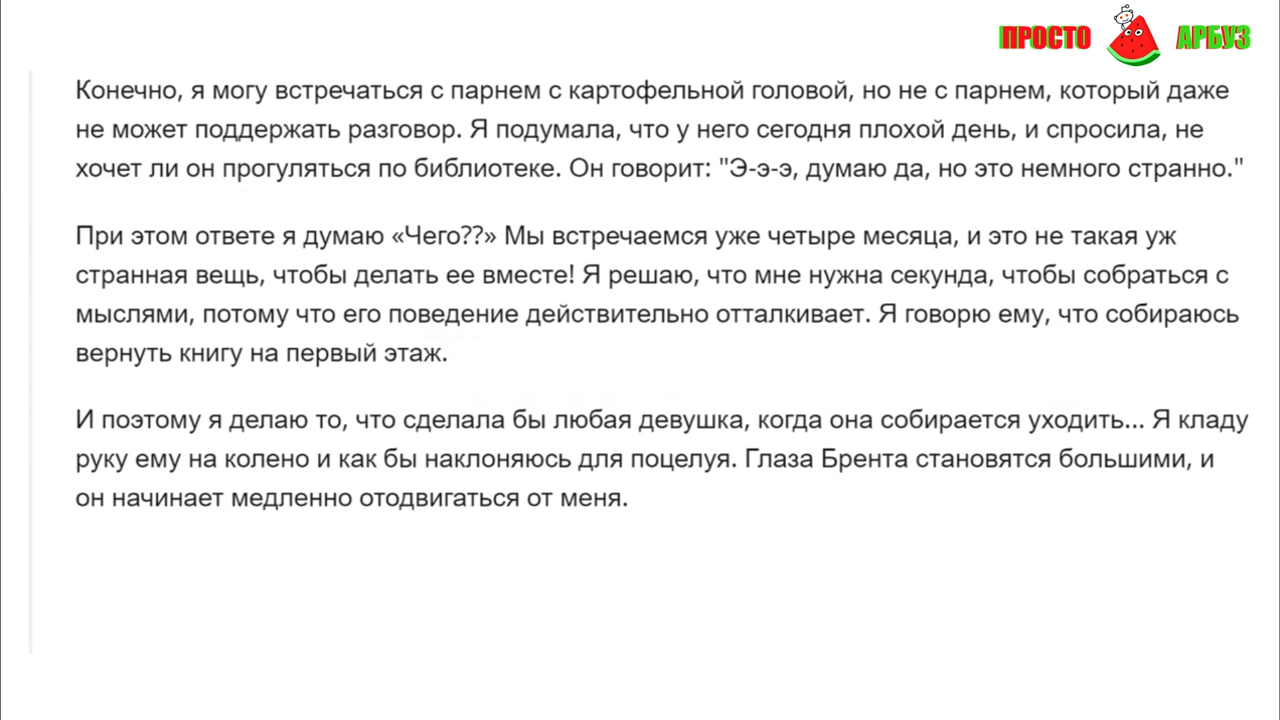 ПРОСТО АРБУЗ
Конечно, я могу встречаться с парнем с картофельной головой, но не с парнем, который даже
не может поддержать разговор. Я подумала, что у него сегодня плохой день, и спросила, не
хочет ли он прогуляться по библиотеке. Он говорит: "Э-э-э, думаю да, но это немного странно."
При этом ответе я думаю «Чего??» Мы встречаемся уже четыре месяца, и это не такая уж
странная вещь, чтобы делать ее вместе! Я решаю, что мне нужна секунда, чтобы собраться с
мыслями, потому что его поведение действительно отталкивает. Я говорю ему, что собираюсь
вернуть книгу на первый этаж.
И поэтому я делаю то, что сделала бы любая девушка, когда она собирается уходить... Я кладу
руку ему на колено и как бы наклоняюсь для поцелуя. Глаза Брента становятся большими, и
он начинает медленно отодвигаться от меня.